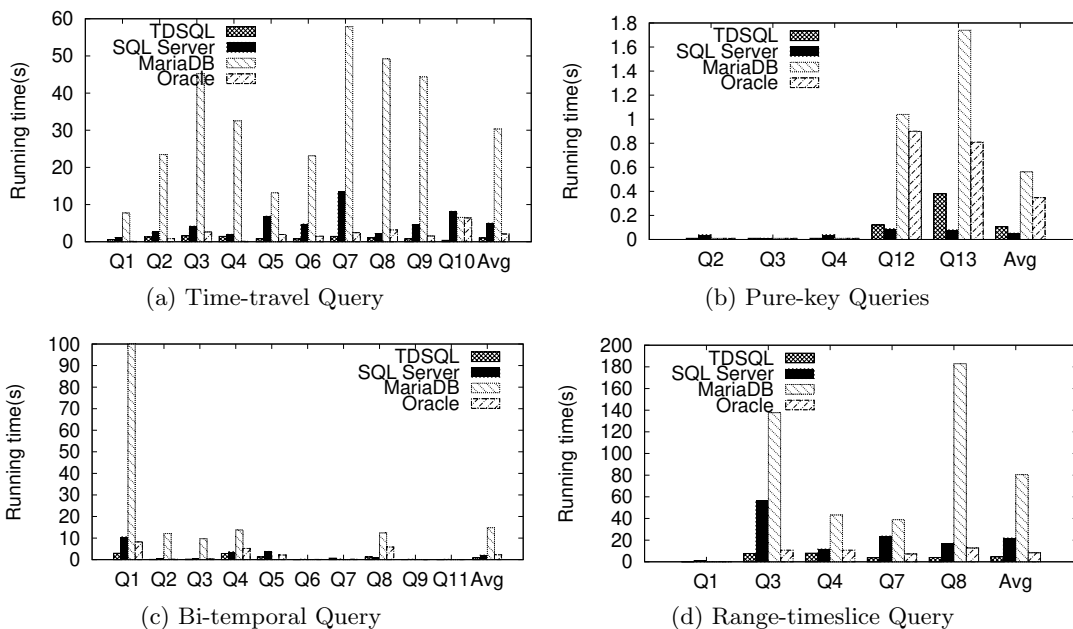 60
50
40
30
20
10
0
Running time(s)
TDSQL
SQL Server
MariaDB
Oracle
Q1 Q2 Q3 Q4 Q5 Q6 Q7 Q8 Q9 Q10 Avg
(a) Time-travel Query
1.8
1.6
1.4
1.2
1
0.8
0.6
0.4
0.2
0
Running time(s)
TDSQL
SQL Server
MariaDB
Oracle
Q2 Q3 Q4 Q12 Q13 Avg
(b) Pure-key Queries
100
90
80
70
60
50
40
30
20
10
0
Running time(s)
TDSQL
SQL Server
MariaDB
Oracle
Q1 Q2 Q3 Q4 Q5 Q6 Q7 Q8 Q9 Q11 Avg
(c) Bi-temporal Query
200
180
160
140
120
100
80
60
40
20
0
Running time(s)
TDSQL
SQL Server
MariaDB
Oracle
Q1 Q3 Q4 Q7 Q8 Avg
(d) Range-timeslice Query